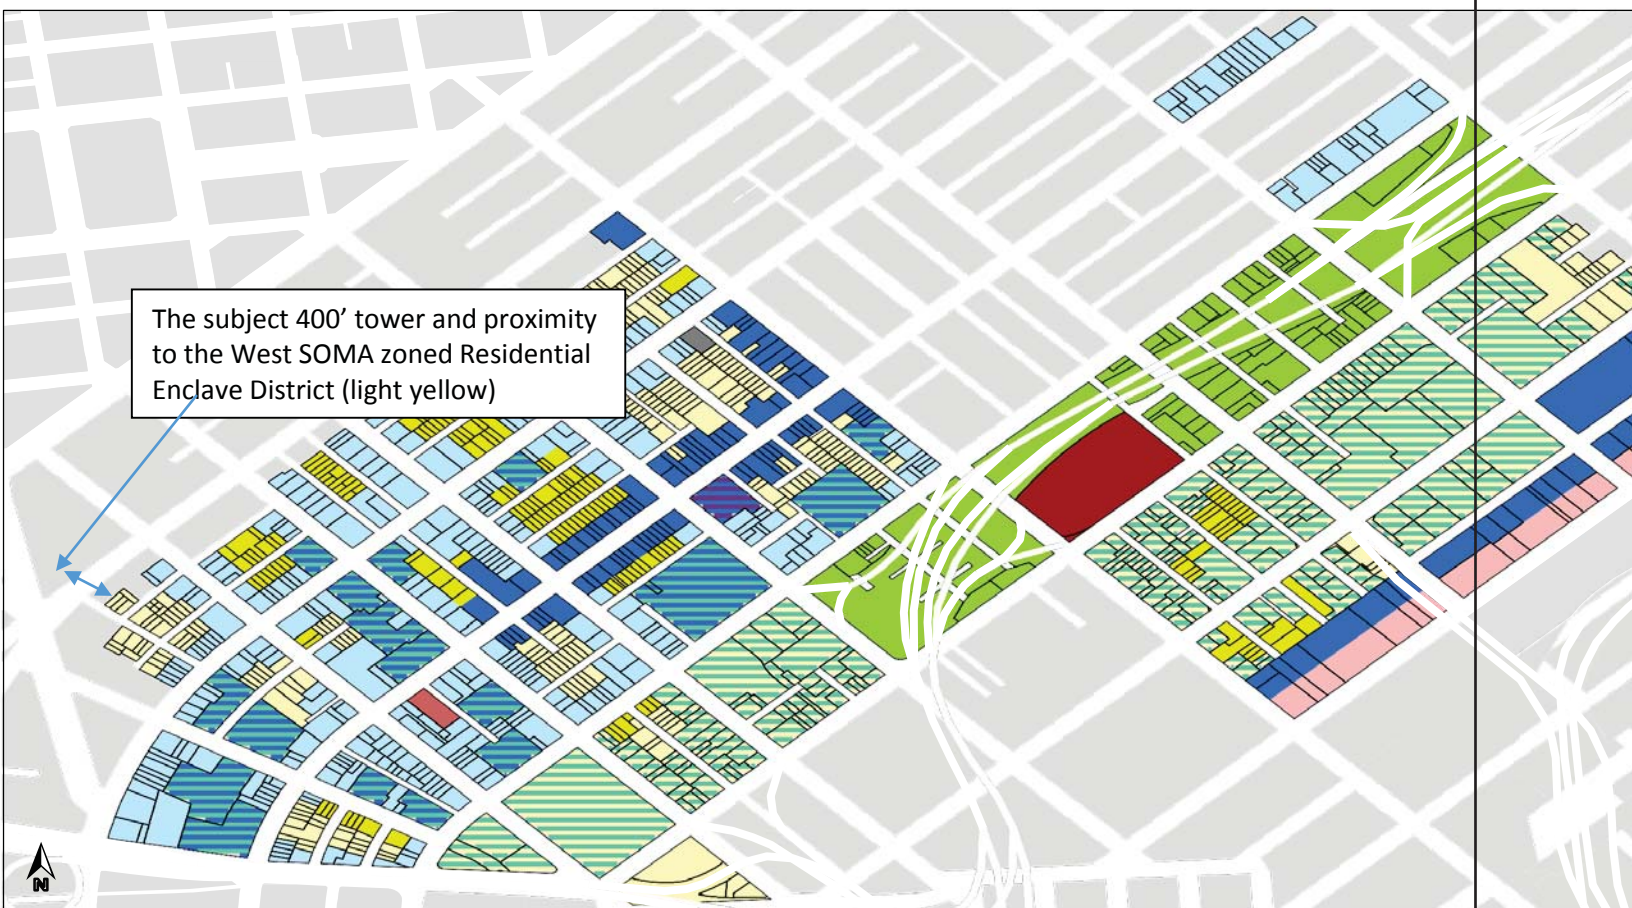 The subject 400’ tower and proximity
to the West SOMA zoned Residential
Enclave District (light yellow)
N